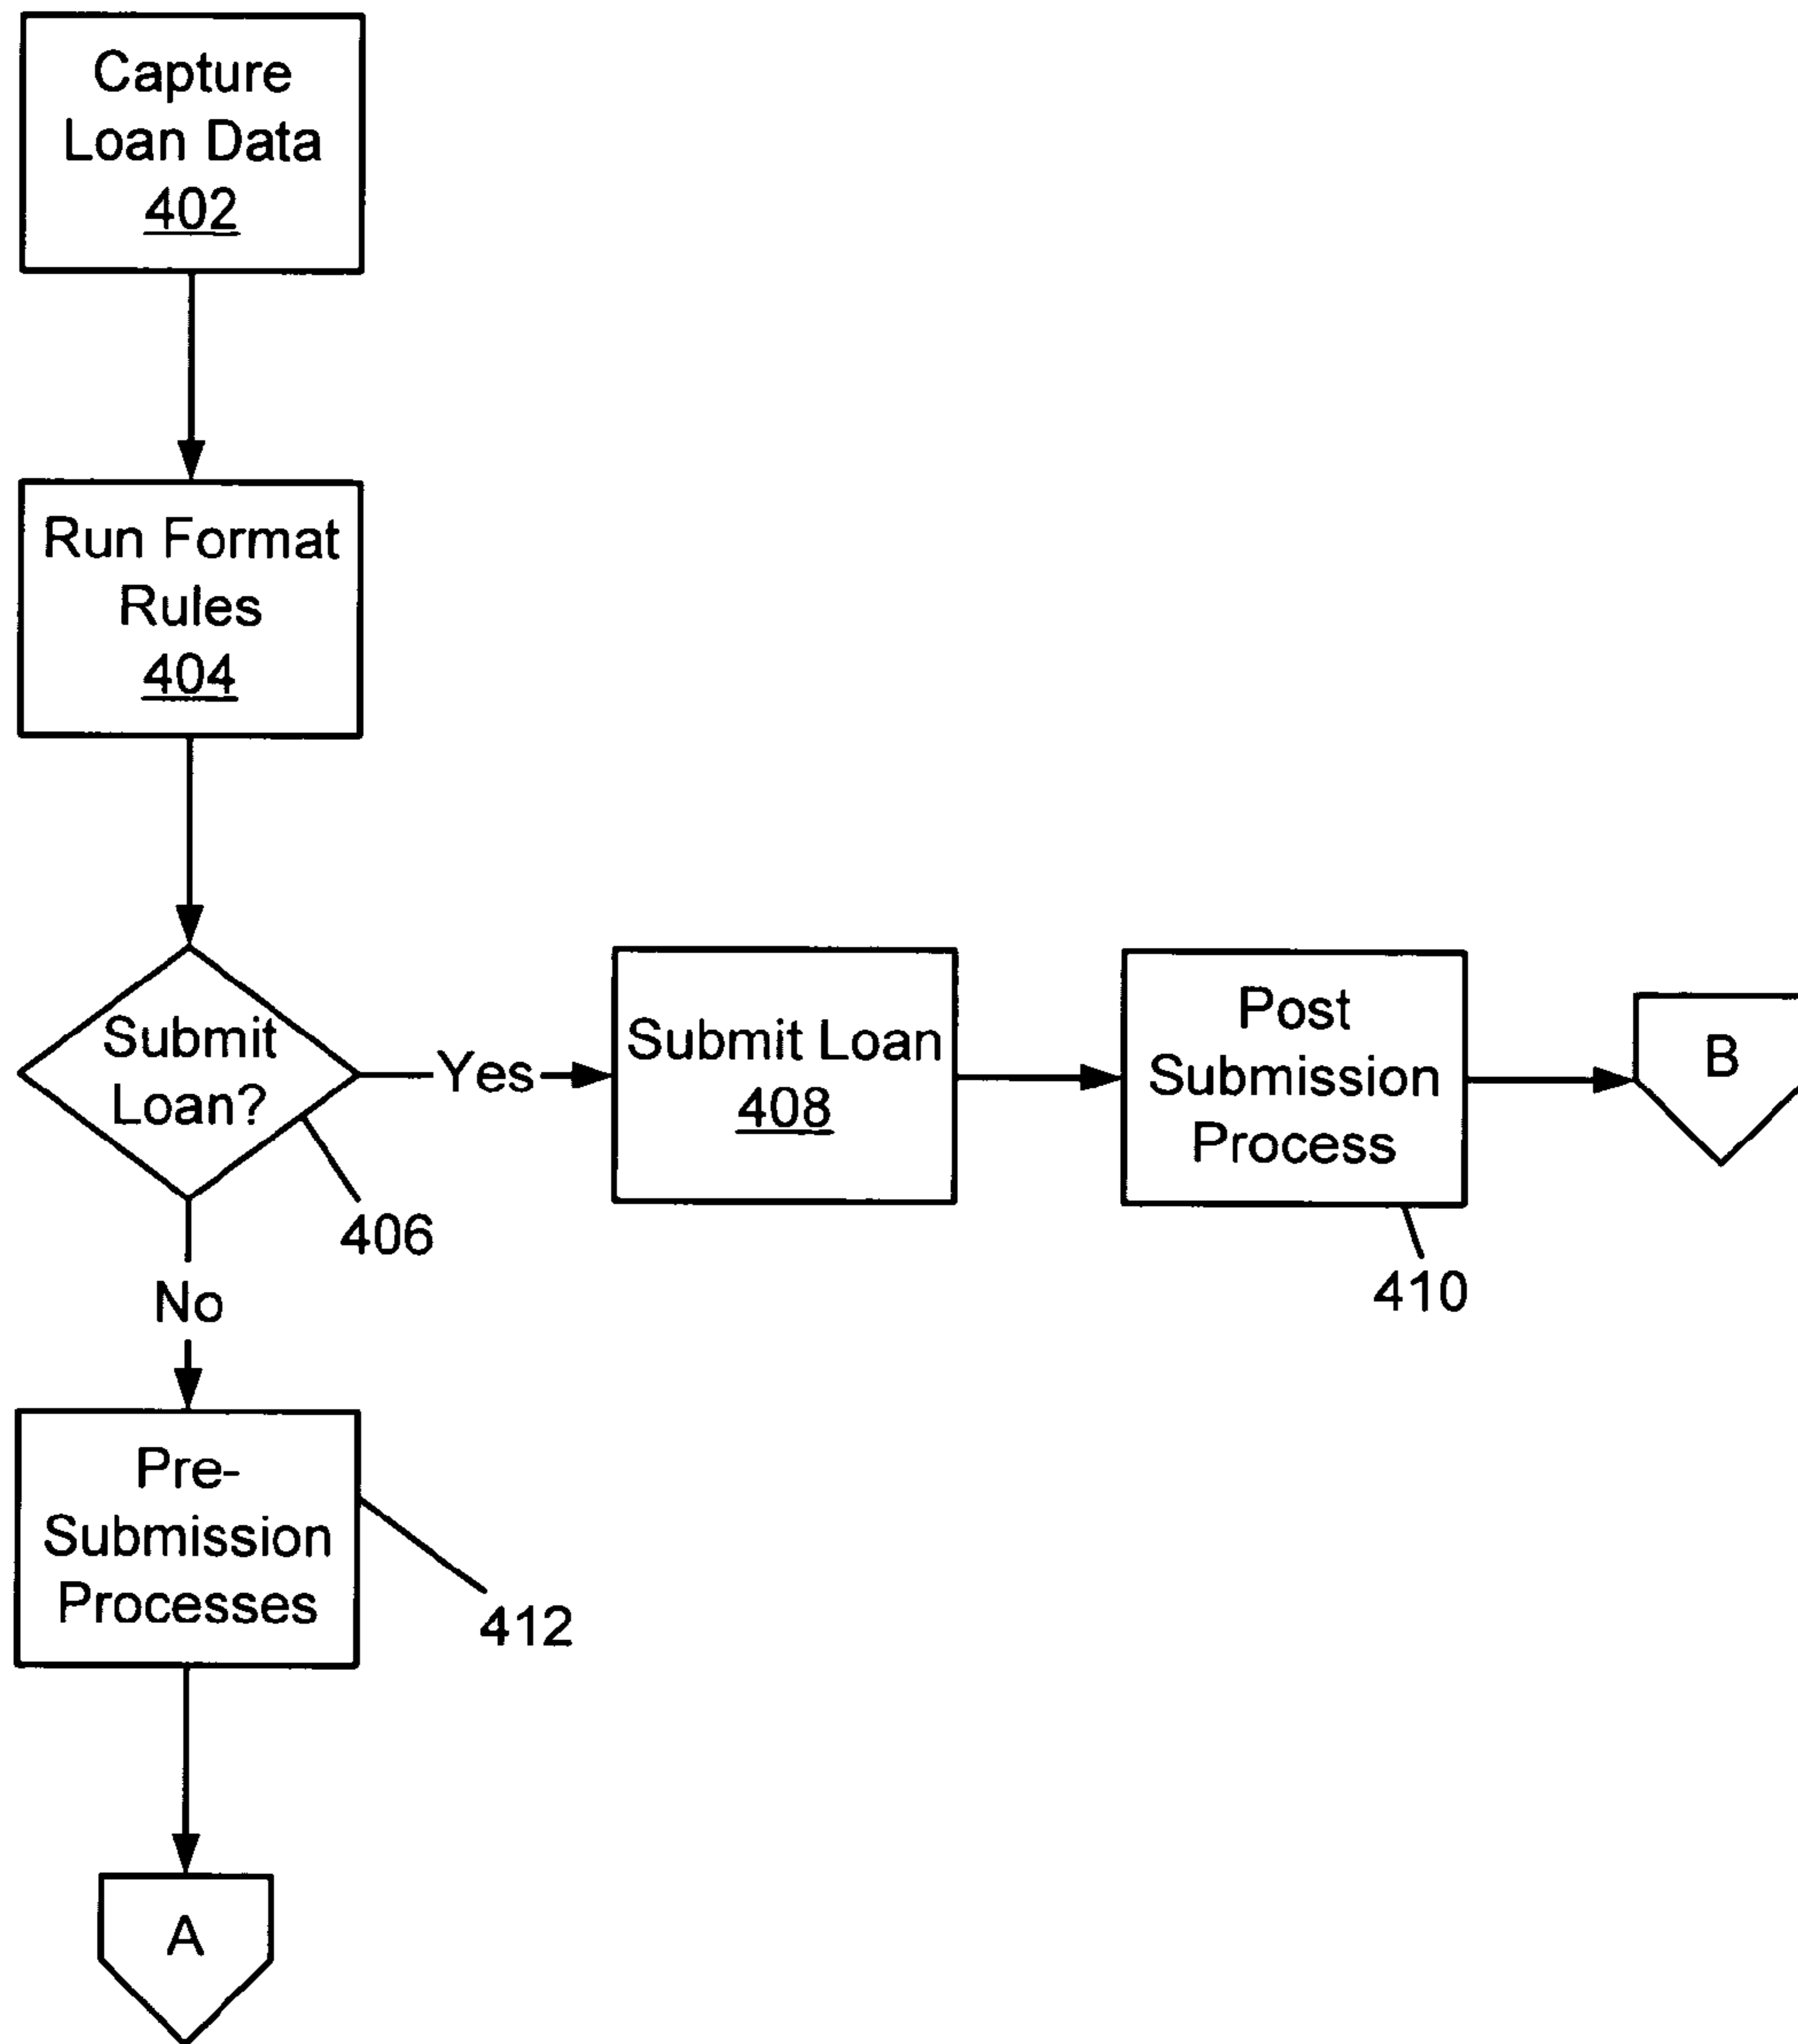 Capture
Loan Data
402
Run Format
Rules
404
Submit
Loan?
406
Yes
Submit Loan
408
Post
Submission
Process
410
B
No
Pre-
Submission
Processes
412
A